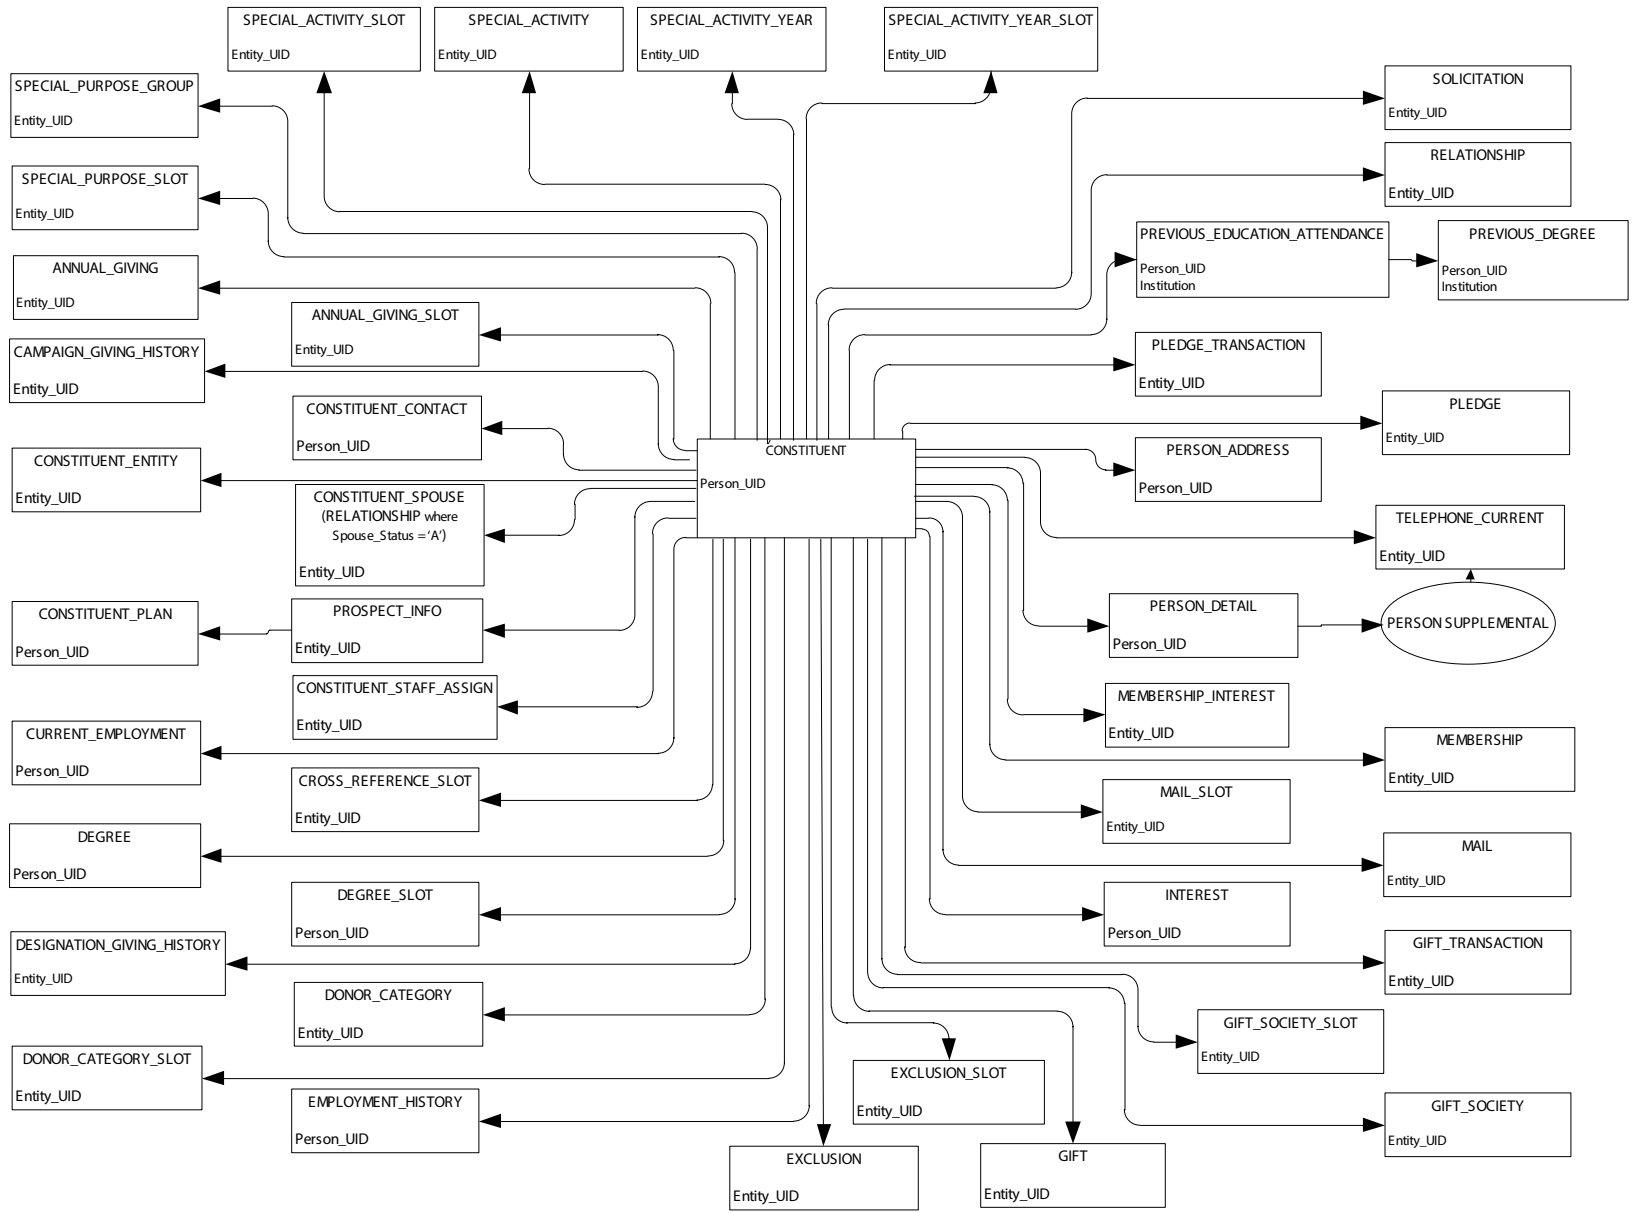 SPECIAL_ACTIVITY_SLOT
Entity_UID
SPECIAL_ACTIVITY
Entity_UID
SPECIAL_ACTIVITY_YEAR
Entity_UID
SPECIAL_ACTIVITY_YEAR_SLOT
Entity_UID
SPECIAL_PURPOSE_GROUP
Entity_UID
SOLICITATION
Entity_UID
RELATIONSHIP
Entity_UID
SPECIAL_PURPOSE_SLOT
Entity_UID
PREVIOUS_EDUCATION_ATTENDANCE
Person_UID
Institution
PREVIOUS_DEGREE
Person_UID
Institution
ANNUAL_GIVING
Entity_UID
ANNUAL_GIVING_SLOT
Entity_UID
CAMPAIGN_GIVING_HISTORY
Entity_UID
PLEDGE_TRANSACTION
Entity_UID
CONSTITUENT_CONTACT
Person_UID
PLEDGE
Entity_UID
CONSTITUENT
Person_UID
PERSON_ADDRESS
Person_UID
CONSTITUENT_ENTITY
Entity_UID
CONSTITUENT_SPOUSE
(RELATIONSHIP where
Spouse_Status = ‘A’)
Entity_UID
TELEPHONE_CURRENT
Entity_UID
CONSTITUENT_PLAN
Person_UID
PROSPECT_INFO
Entity_UID
PERSON_DETAIL
Person_UID
PERSON SUPPLEMENTAL
CONSTITUENT_STAFF_ASSIGN
Entity_UID
MEMBERSHIP_INTEREST
Entity_UID
CURRENT_EMPLOYMENT
Person_UID
MEMBERSHIP
Entity_UID
CROSS_REFERENCE_SLOT
Entity_UID
MAIL_SLOT
Entity_UID
DEGREE
Person_UID
MAIL
Entity_UID
DEGREE_SLOT
Person_UID
INTEREST
Person_UID
DESIGNATION_GIVING_HISTORY
Entity_UID
GIFT_TRANSACTION
Entity_UID
DONOR_CATEGORY
Entity_UID
GIFT_SOCIETY_SLOT
Entity_UID
DONOR_CATEGORY_SLOT
Entity_UID
EXCLUSION_SLOT
Entity_UID
EMPLOYMENT_HISTORY
Person_UID
GIFT_SOCIETY
Entity_UID
EXCLUSION
Entity_UID
GIFT
Entity_UID